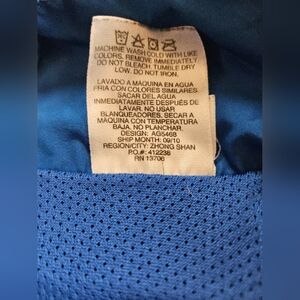 MACHINE WASH COLD WITH LIKE
COLORS. REMOVE IMMEDIATELY
DO NOT BLEACH. TUMBLE DRY
LOW. DO NOT IRON.
LAVADO A MAQUINA EN AGUA
FRIA CON COLORES SIMILARES
SACAR DEL AGUA
INMEDIATAMENTE DESPUÉS DE
LAVAR. NO USAR
BLANQUEADORES. SECAR A
MAQUINA CON TEMPERATURA
BAJA. NO PLANCHAR.
DESIGN: AG5468
SHIP MONTH: 09/10
REGION/CITY: ZHONG SHAN
P.O.#: 412236
RN 13706